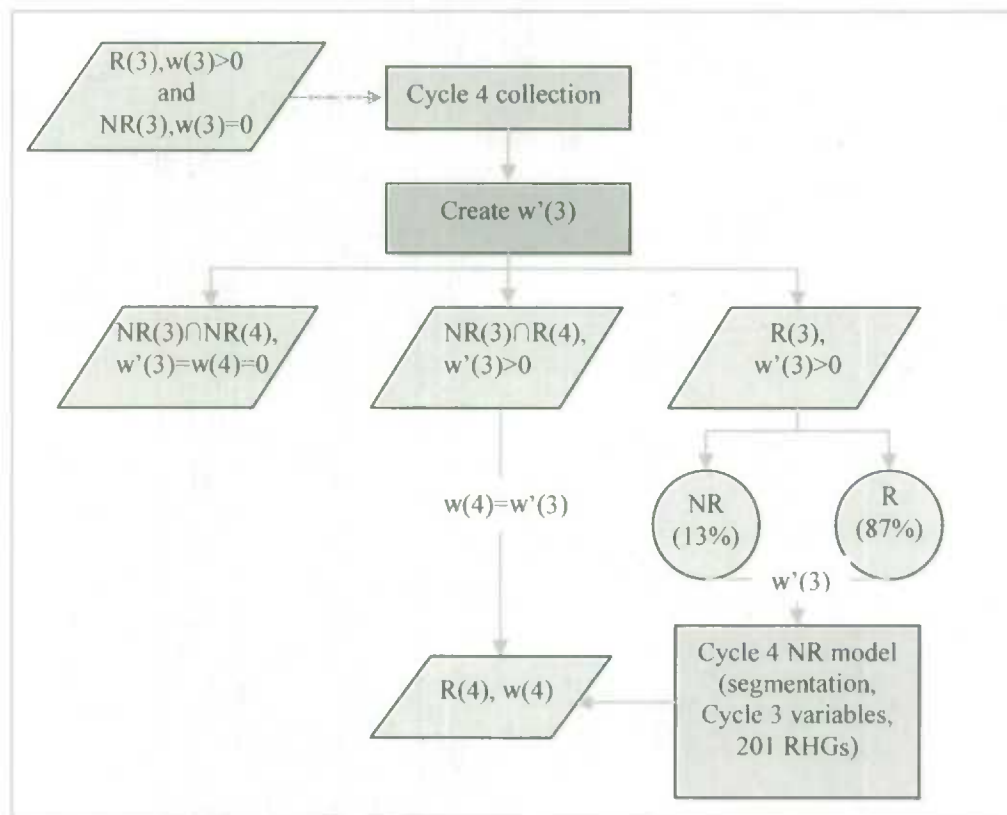 R(3),w(3)>0
and
NR(3),w(3)=0
Cycle 4 collection
Create w'(3)
NR(3)∩NR(4),
w'(3)=w(4)=0
NR(3)∩R(4),
w'(3)>0
R(3),
w'(3)>0
NR
(13%)
R
(87%)
w(4)=w'(3)
w'(3)
Cycle 4 NR model
(segmentation,
Cycle 3 variables,
201 RHGs)
R(4), w(4)